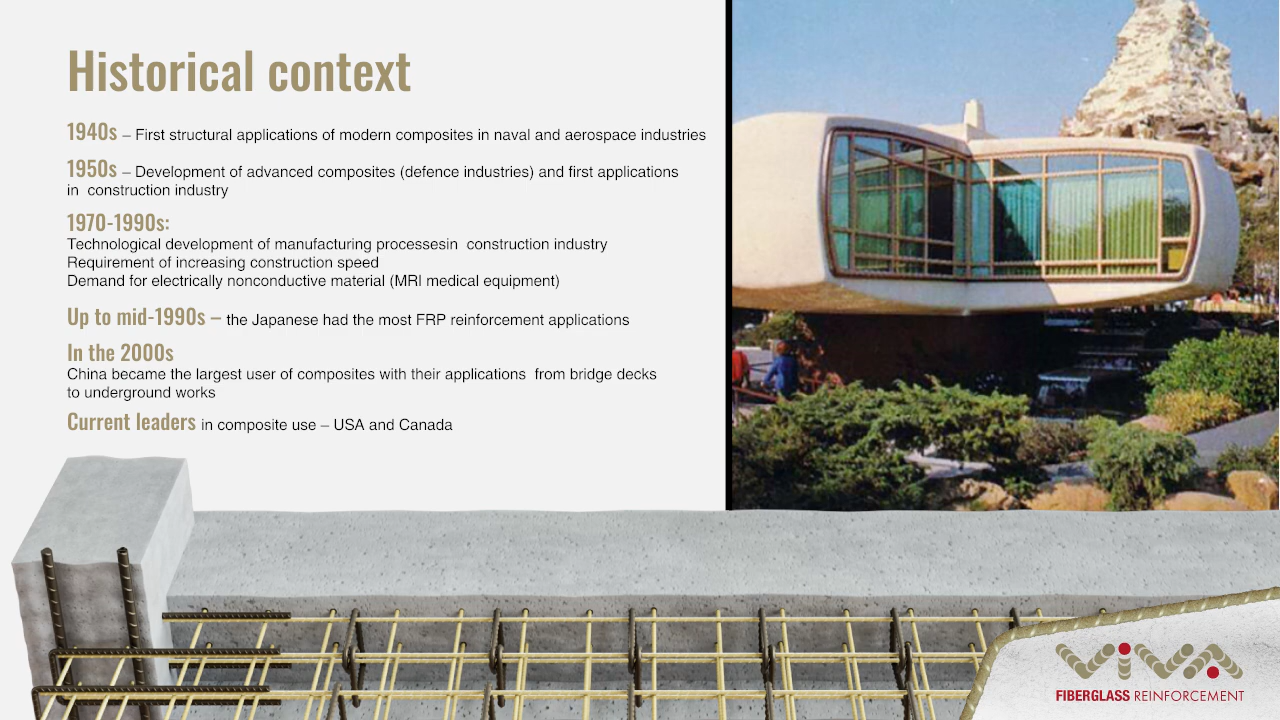 Historical context
1940s – First structural applications of modern composites in naval and aerospace industries
1950s – Development of advanced composites (defence industries) and first applications
in  construction industry
1970-1990s:
Technological development of manufacturing processesin  construction industry
Requirement of increasing construction speed
Demand for electrically nonconductive material (MRI medical equipment)
Up to mid-1990s – the Japanese had the most FRP reinforcement applications
In the 2000s
China became the largest user of composites with their applications  from bridge decks
to underground works
Current leaders in composite use – USA and Canada
VIVA
FIBERGLASS REINFORCEMENT